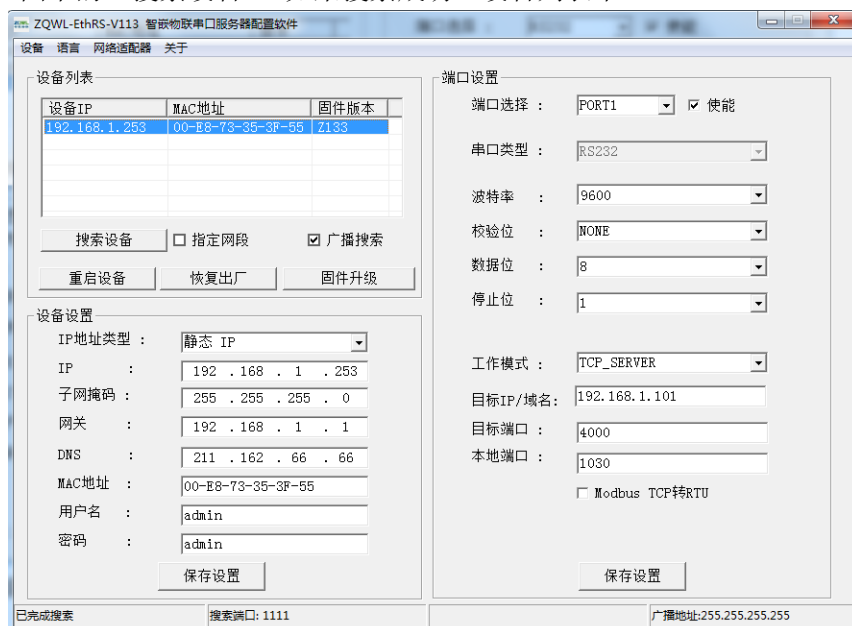 ZQWL-EthRS-V113 智嵌物联串口服务器配置软件
设备 语言 网络适配器 关于
设备列表
设备IP MAC地址 固件版本
192.168.1.253 00-E8-73-35-3F-55 Z133
搜索设备 指定网段 广播搜索
重启设备 恢复出厂 固件升级
设备设置
IP地址类型 : 静态 IP
IP : 192 . 168 . 1 . 253
子网掩码 : 255 . 255 . 255 . 0
网关 : 192 . 168 . 1 . 1
DNS : 211 . 162 . 66 . 66
MAC地址 : 00-E8-73-35-3F-55
用户名 : admin
密码 : admin
保存设置
端口设置
端口选择 : PORT1 使能
串口类型 : RS232
波特率 : 9600
校验位 : NONE
数据位 : 8
停止位 : 1
工作模式 : TCP_SERVER
目标IP/域名: 192.168.1.101
目标端口 : 4000
本地端口 : 1030
Modbus TCP转RTU
保存设置
已完成搜索 搜索端口: 1111 广播地址:255.255.255.255